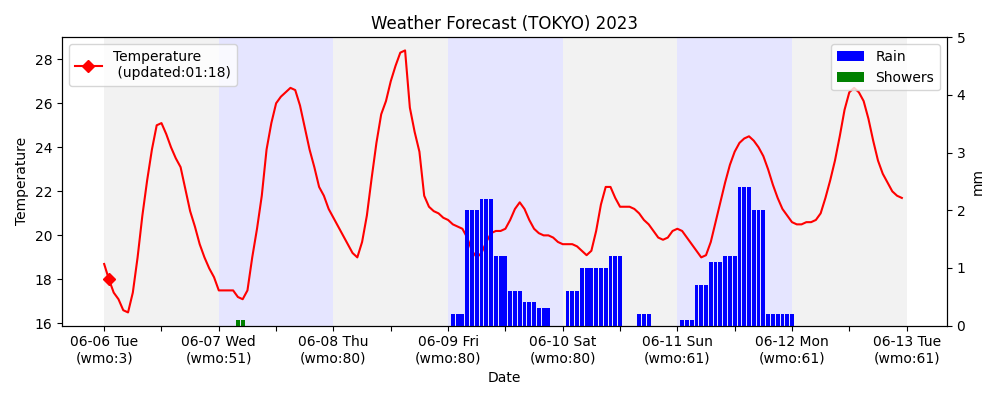 Weather Forecast (TOKYO) 2023
Temperature
(updated:01:18)
Rain
Showers
28
26
24
22
20
18
16
Temperature
5
4
3
2
1
0
mm
06-06 Tue
(wmo:3)
06-07 Wed
(wmo:51)
06-08 Thu
(wmo:80)
06-09 Fri
(wmo:80)
06-10 Sat
(wmo:80)
06-11 Sun
(wmo:61)
06-12 Mon
(wmo:61)
06-13 Tue
(wmo:61)
Date